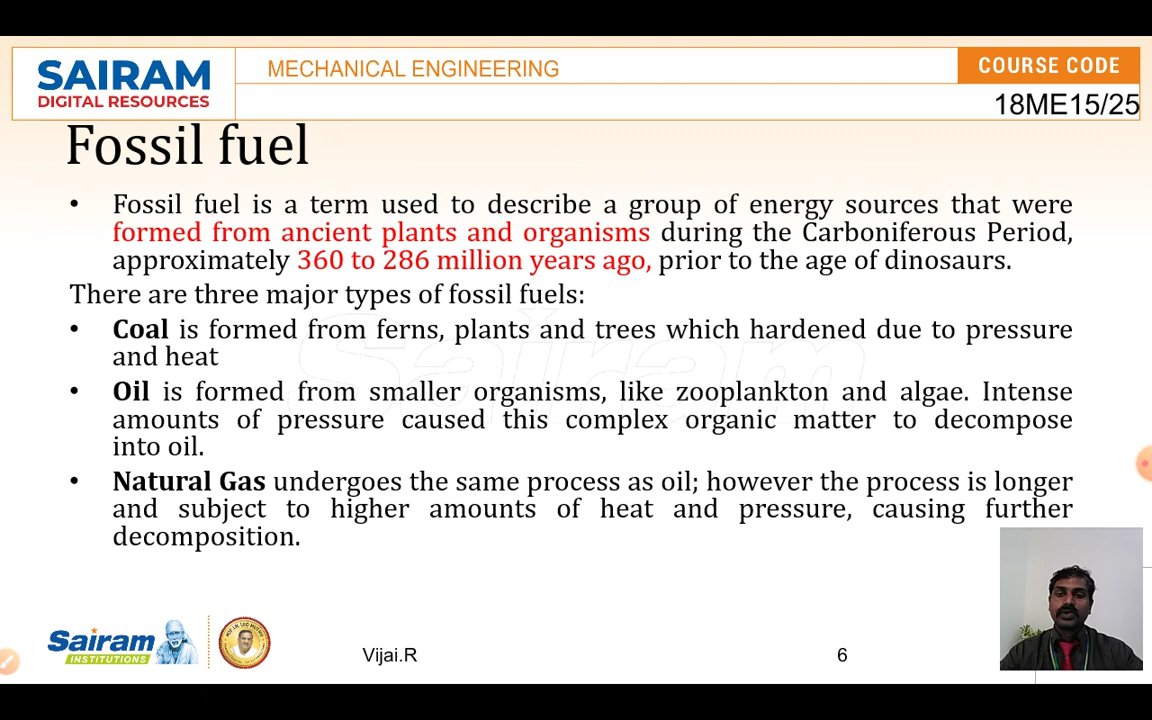 SAIRAM
DIGITAL RESOURCES
MECHANICAL ENGINEERING
COURSE CODE
18ME15/25
Fossil fuel
• Fossil fuel is a term used to describe a group of energy sources that were
formed from ancient plants and organisms during the Carboniferous Period,
approximately 360 to 286 million years ago, prior to the age of dinosaurs.
There are three major types of fossil fuels:
• Coal is formed from ferns, plants and trees which hardened due to pressure
and heat
• Oil is formed from smaller organisms, like zooplankton and algae. Intense
amounts of pressure caused this complex organic matter to decompose
into oil.
• Natural Gas undergoes the same process as oil; however the process is longer
and subject to higher amounts of heat and pressure, causing further
decomposition.
Sairam
Sairam
INSTITUTIONS
Vijai.R
6